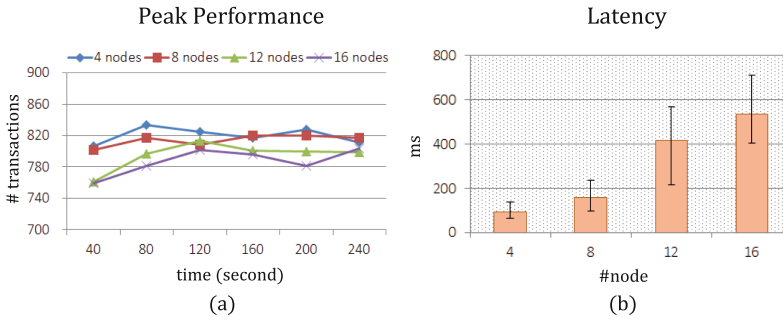 Peak Performance
4 nodes 8 nodes 12 nodes 16 nodes
900
860
820
780
740
700
# transactions
40 80 120 160 200 240
time (second)
(a)
Latency
800
600
400
200
0
ms
4 8 12 16
#node
(b)